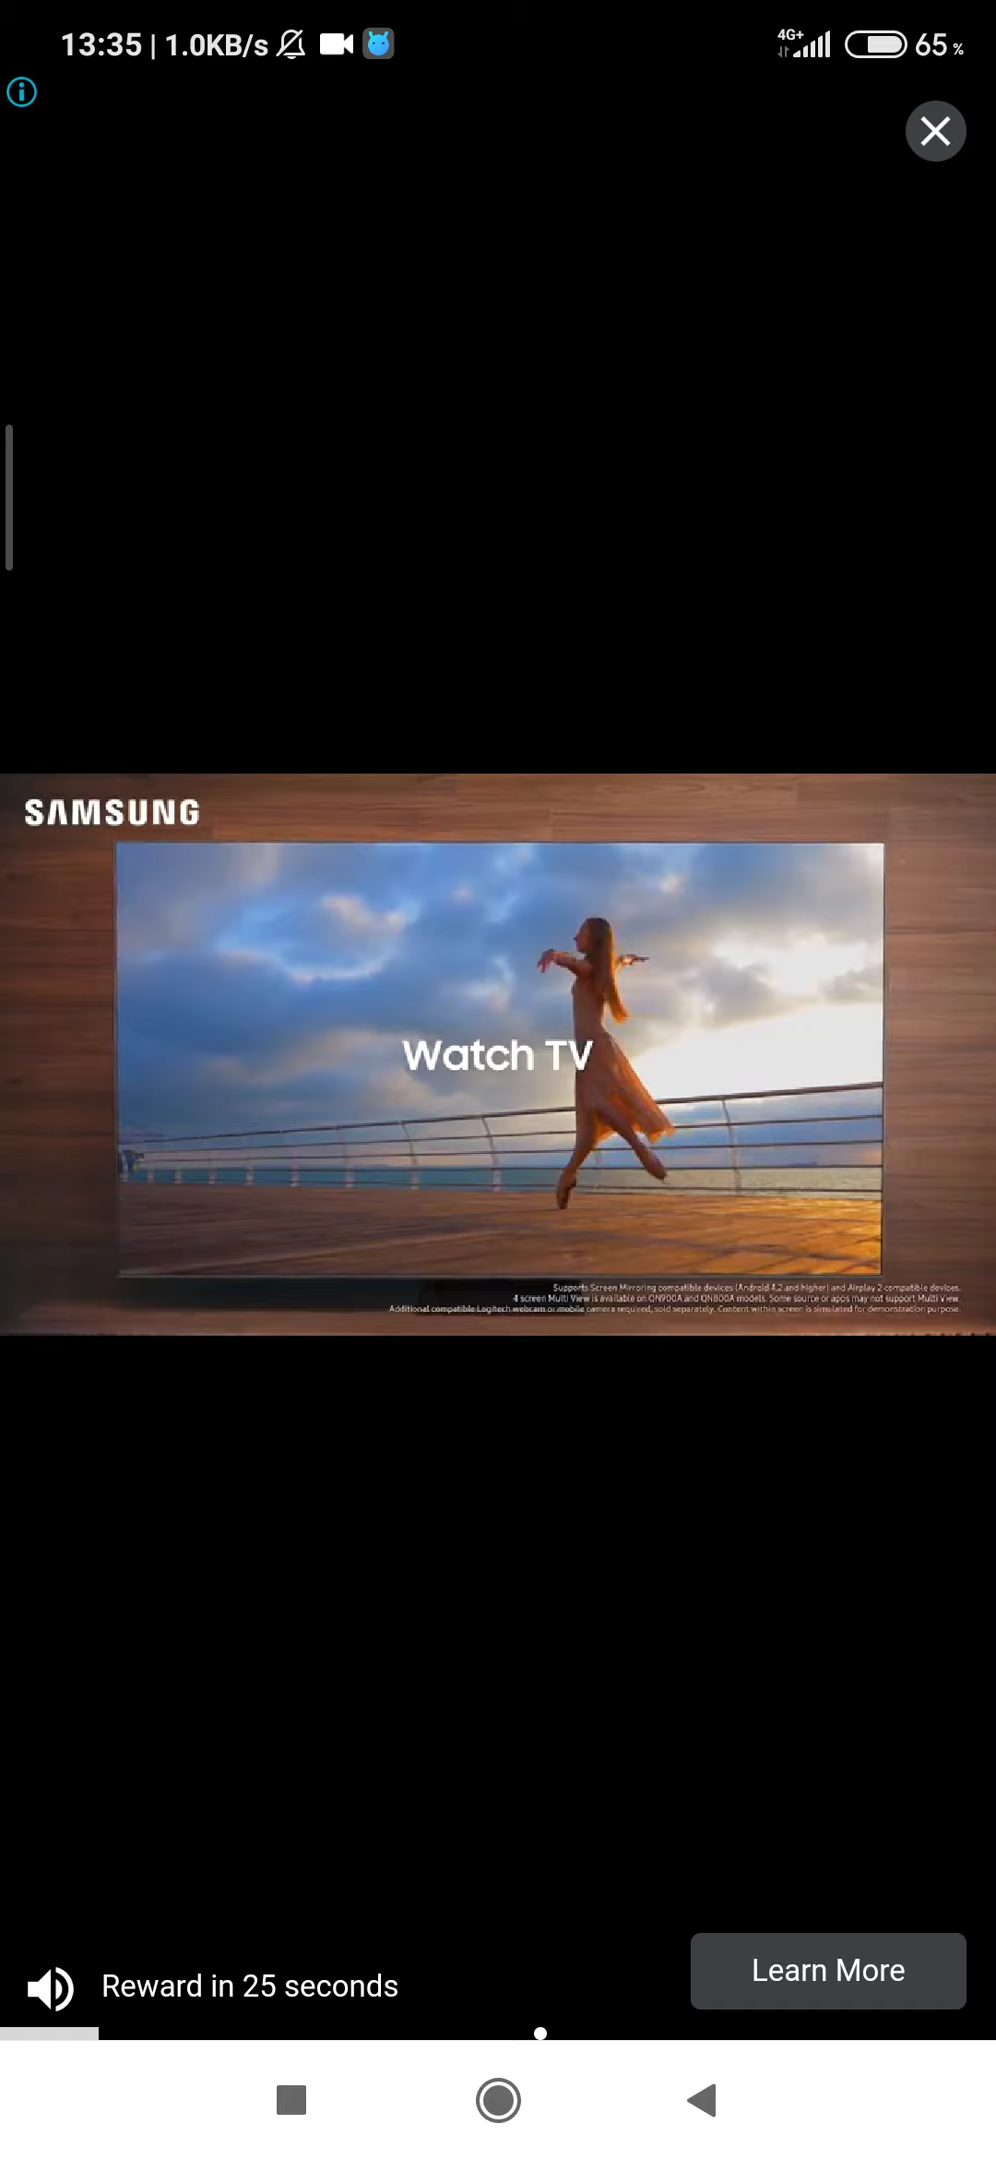 13:35 | 1.0KB/s
4G+
65 %
SAMSUNG
Watch TV
Supports Screen Mirroring compatible devices (Android 4.2 and higher) and Airplay 2 compatible devices.
4 screen Multi View is available on QN900A and QN800A models. Some source or apps may not support Multi View.
Additional compatible Logitech webcam or mobile camera required, sold separately. Content within screen is simulated for demonstration purpose.
Reward in 25 seconds
Learn More